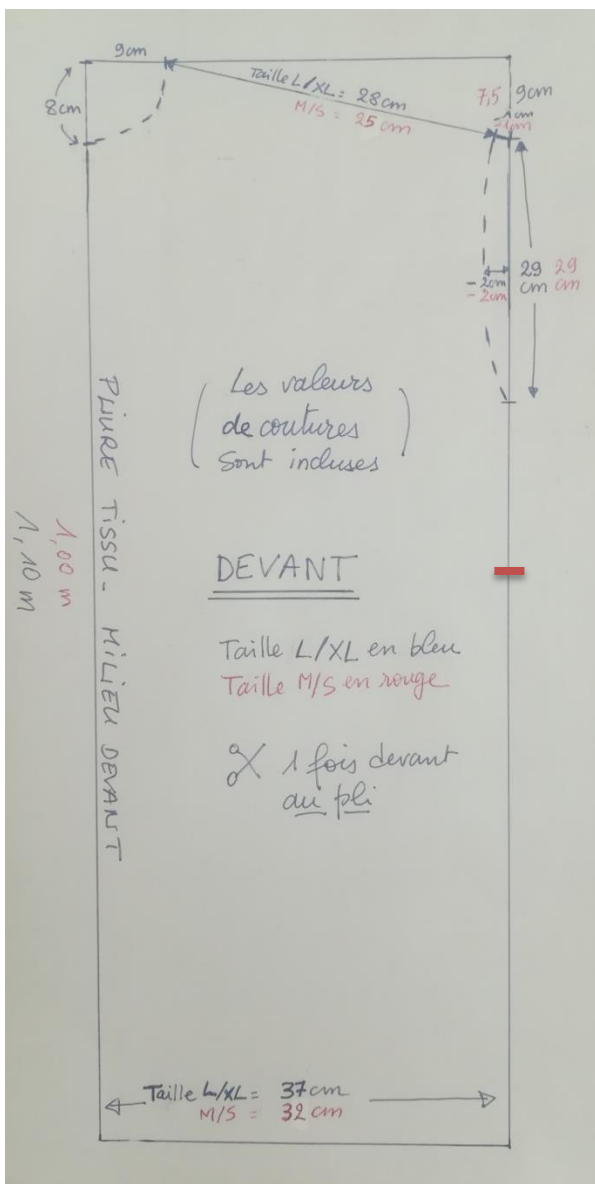 9cm
8cm
Taille L/XL = 28cm
M/S = 25 cm
7,5 9cm
-1cm
-1cm
29 29
cm cm
-2cm
-2cm
Les valeurs
de coutures
Sont incluses
PLIURE TISSU - MILIEU DEVANT
1,00 m
1,10 m
DEVANT
Taille L/XL en bleu
Taille M/S en rouge
1 fois devant
au pli
Taille L/XL = 37cm
M/S = 32 cm